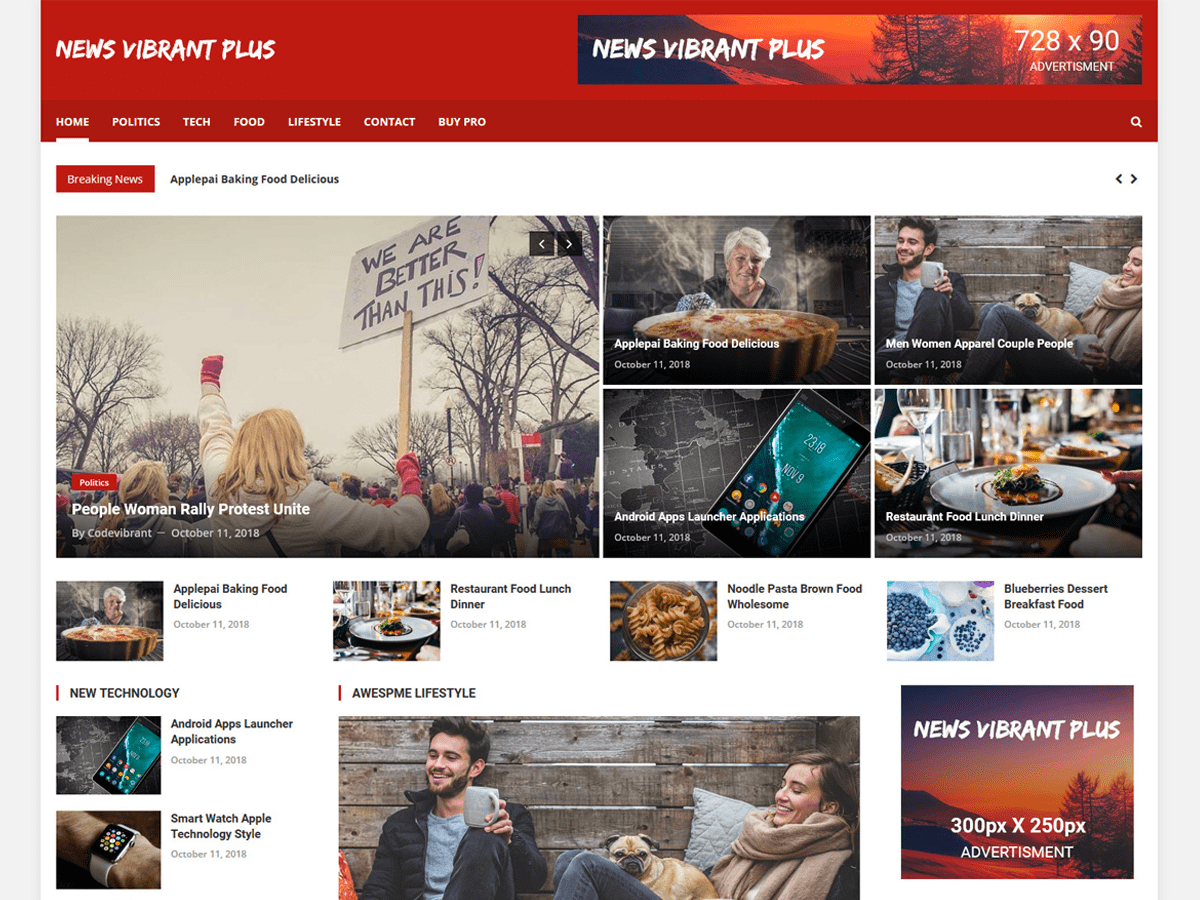 NEWS VIBRANT PLUS
NEWS VIBRANT PLUS
728 x 90
ADVERTISMENT
HOME POLITICS TECH FOOD LIFESTYLE CONTACT BUY PRO
Breaking News Applepai Baking Food Delicious
WE ARE
BETTER
THAN THIS!
Politics
People Woman Rally Protest Unite
By Codevibrant — October 11, 2018
Applepai Baking Food Delicious
October 11, 2018
Men Women Apparel Couple People
October 11, 2018
23:18
NOV 9
Android Apps Launcher Applications
October 11, 2018
Restaurant Food Lunch Dinner
October 11, 2018
Applepai Baking Food
Delicious
October 11, 2018
Restaurant Food Lunch
Dinner
October 11, 2018
Noodle Pasta Brown Food
Wholesome
October 11, 2018
Blueberries Dessert
Breakfast Food
October 11, 2018
NEW TECHNOLOGY
Android Apps Launcher
Applications
October 11, 2018
Smart Watch Apple
Technology Style
October 11, 2018
AWESPME LIFESTYLE
NEWS VIBRANT PLUS
300px X 250px
ADVERTISMENT